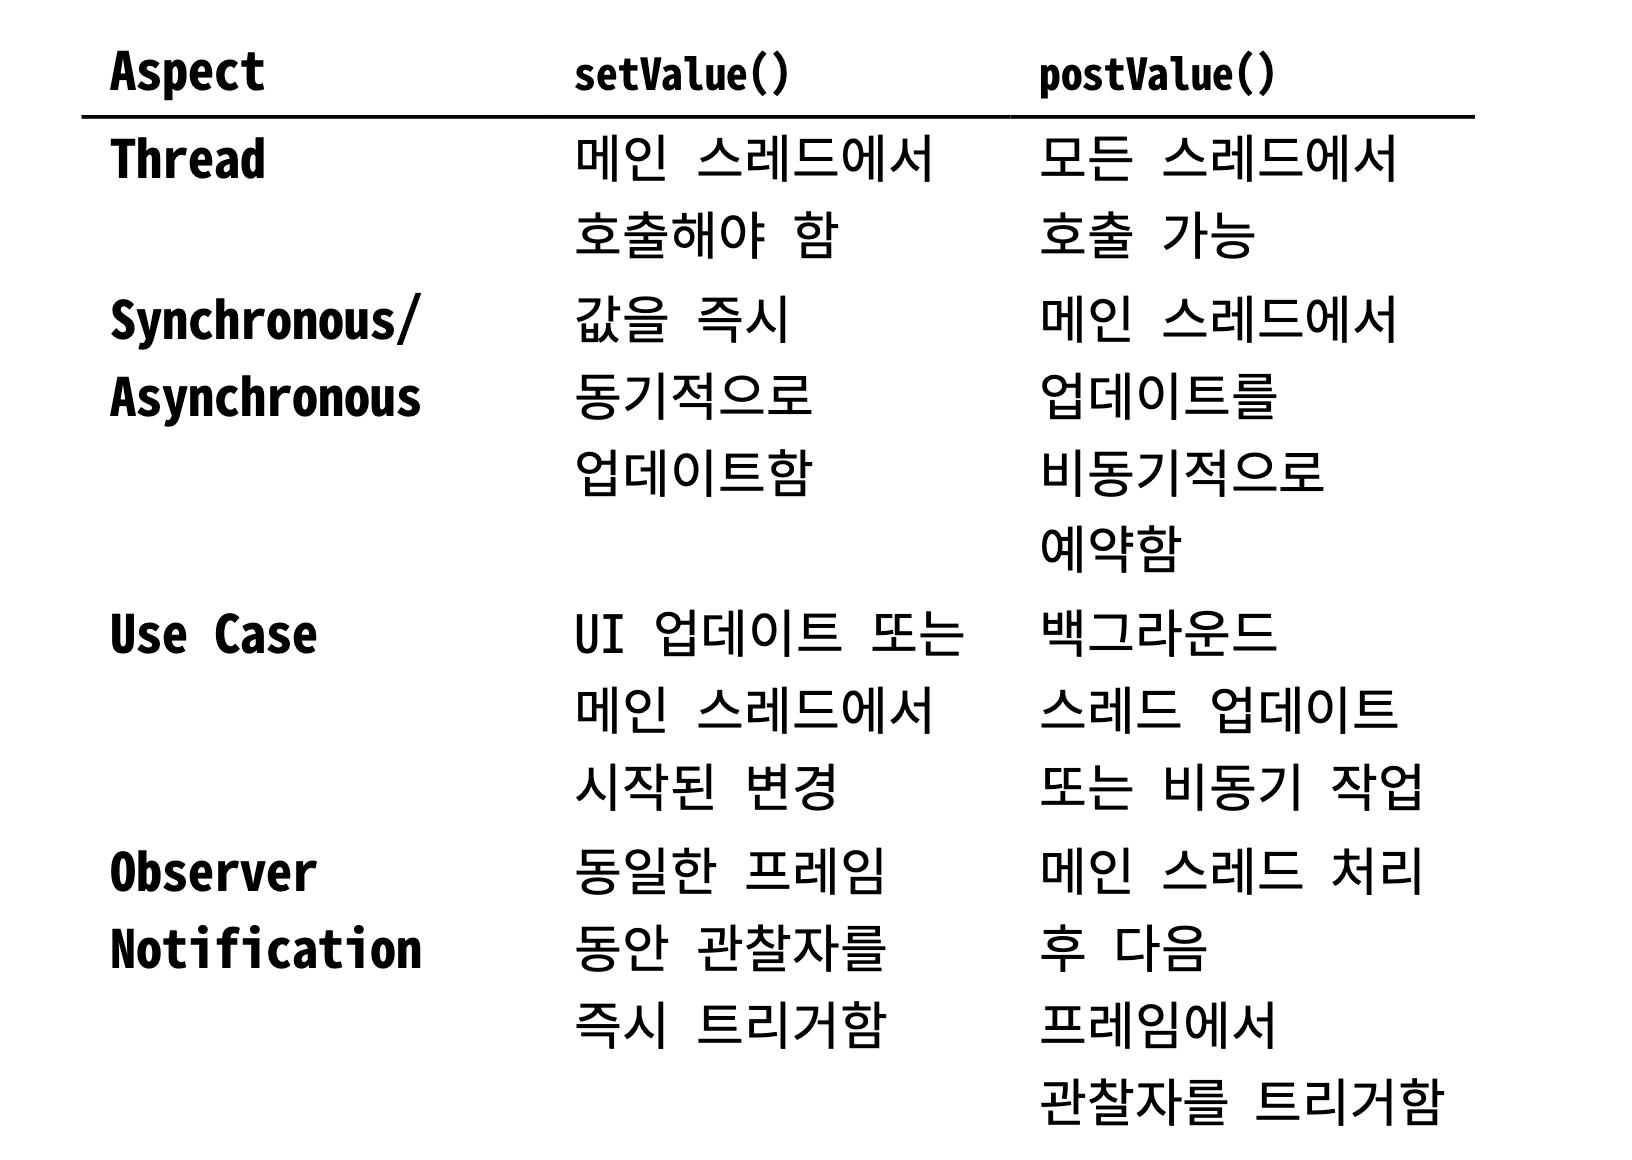 Aspect setValue() postValue()
Thread 메인 스레드에서 모든 스레드에서
호출해야 함 호출 가능
Synchronous/ 값을 즉시 메인 스레드에서
Asynchronous 동기적으로 업데이트를
업데이트함 비동기적으로
예약함
Use Case UI 업데이트 또는 백그라운드
메인 스레드에서 스레드 업데이트
시작된 변경 또는 비동기 작업
Observer 동일한 프레임 메인 스레드 처리
Notification 동안 관찰자를 후 다음
즉시 트리거함 프레임에서
관찰자를 트리거함